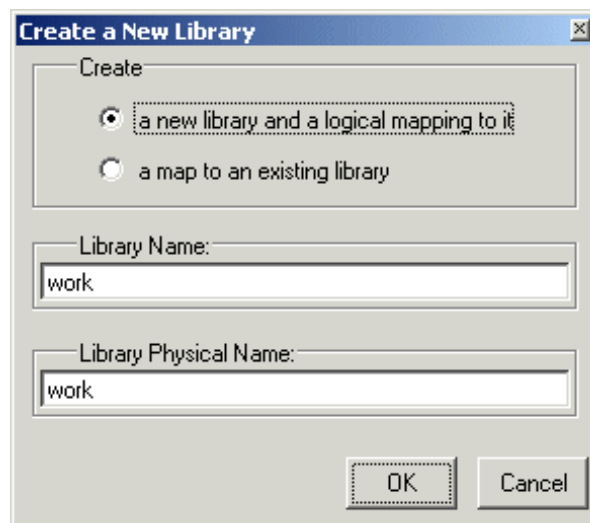 Create a New Library
Create
a new library and a logical mapping to it
a map to an existing library
Library Name:
work
Library Physical Name:
work
OK Cancel